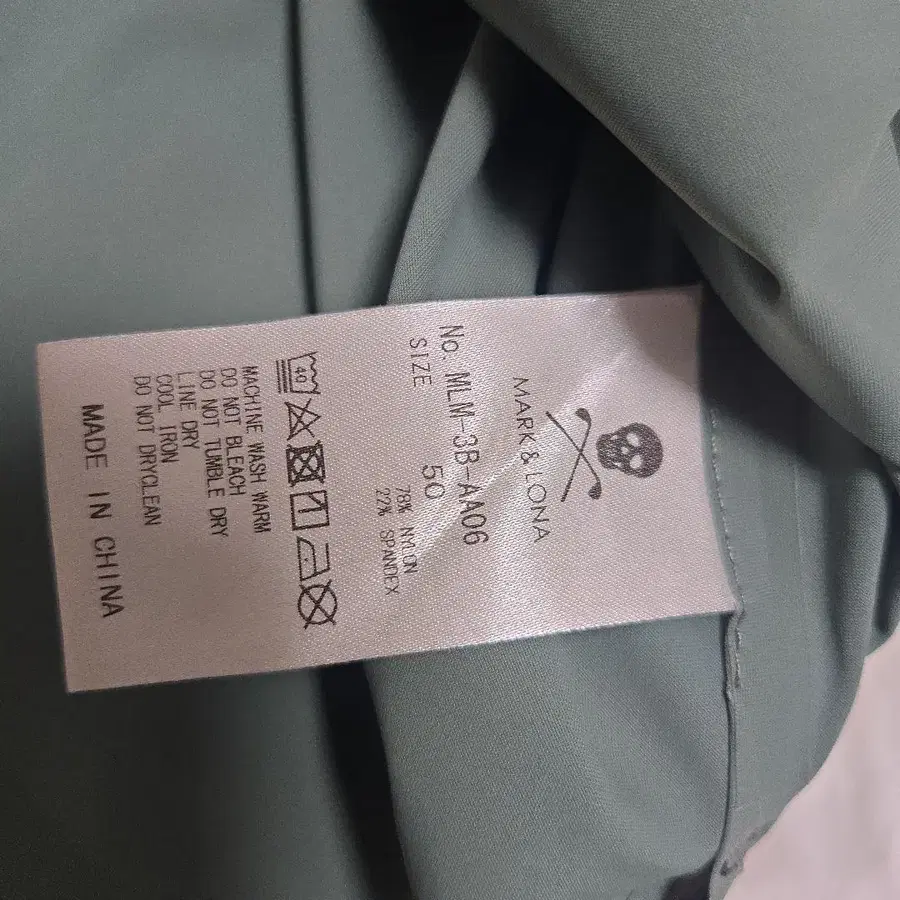 MARK & LONA
No. MLM-3B-AA06
SIZE 50
78% NYLON
22% SPANDEX
40
MACHINE WASH WARM
DO NOT BLEACH
DO NOT TUMBLE DRY
LINE DRY
COOL IRON
DO NOT DRYCLEAN
MADE IN CHINA